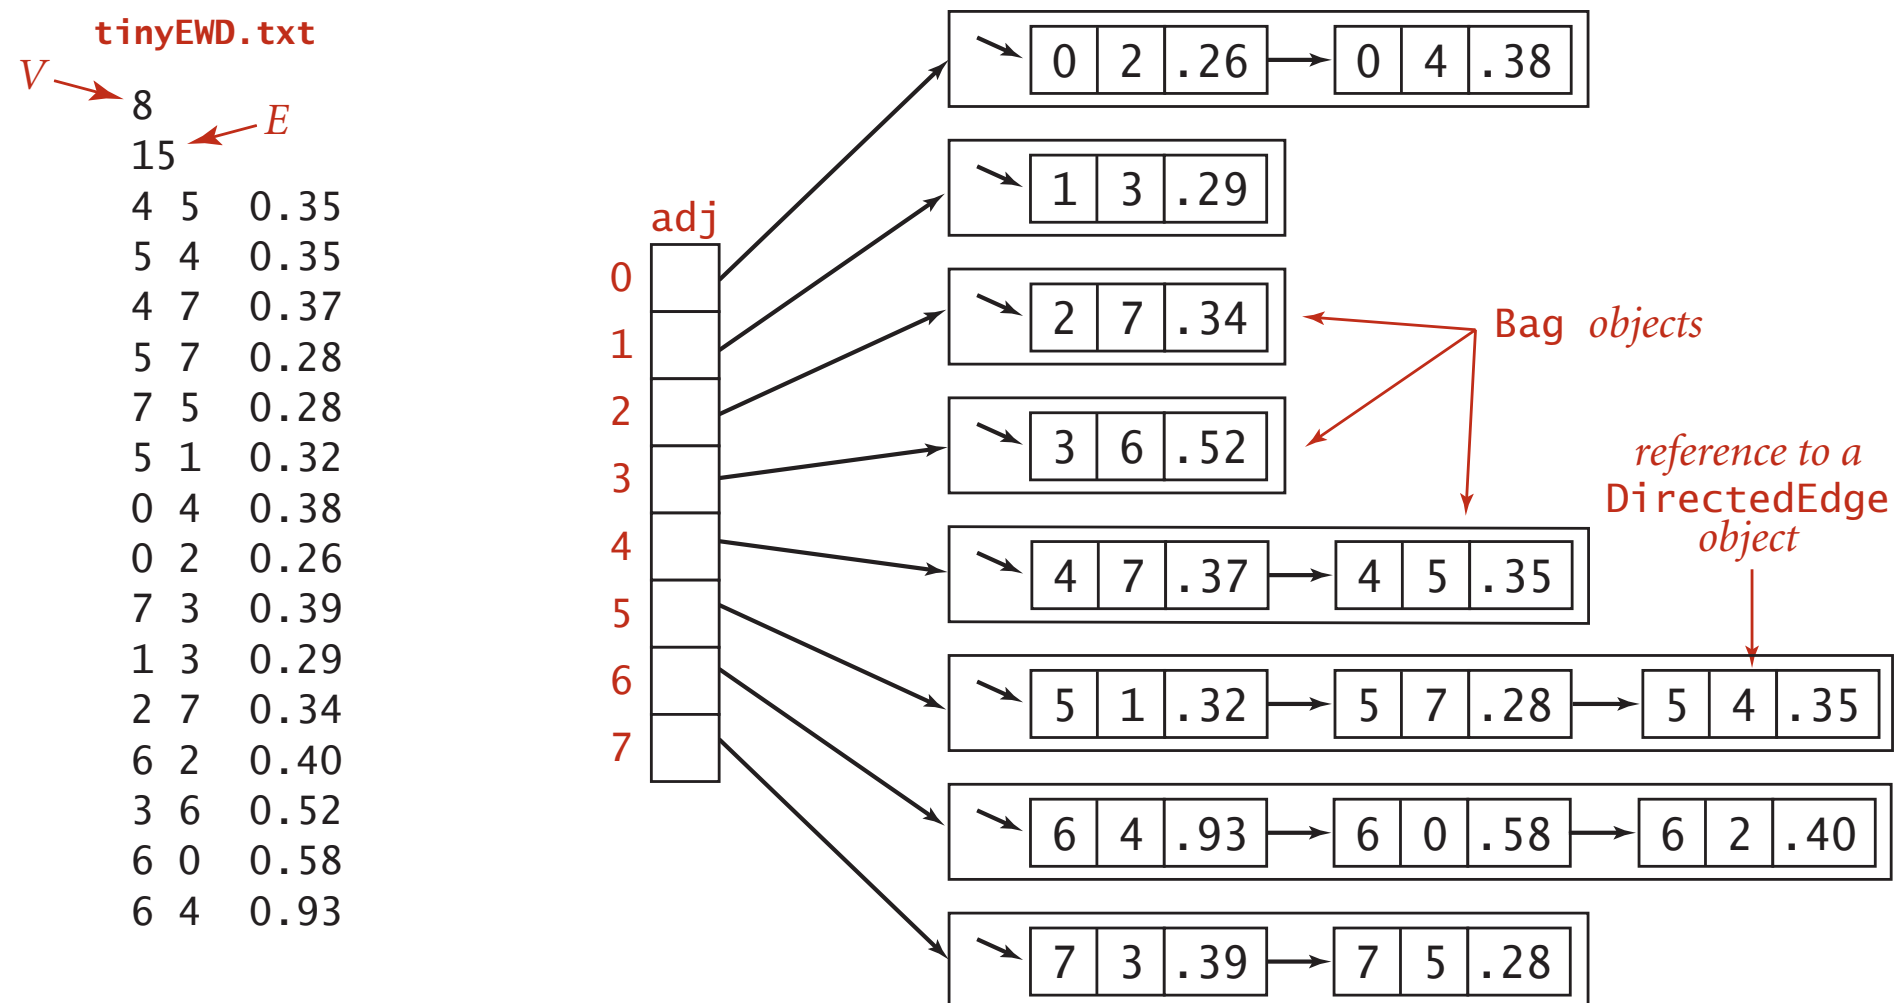 tinyEWD.txt
V
8
E
15
4 5 0.35
5 4 0.35
4 7 0.37
5 7 0.28
7 5 0.28
5 1 0.32
0 4 0.38
0 2 0.26
7 3 0.39
1 3 0.29
2 7 0.34
6 2 0.40
3 6 0.52
6 0 0.58
6 4 0.93
adj
0
1
2
3
4
5
6
7
0 2 .26 0 4 .38
1 3 .29
2 7 .34
3 6 .52
4 7 .37 4 5 .35
5 1 .32 5 7 .28 5 4 .35
6 4 .93 6 0 .58 6 2 .40
7 3 .39 7 5 .28
Bag objects
reference to a
DirectedEdge
object